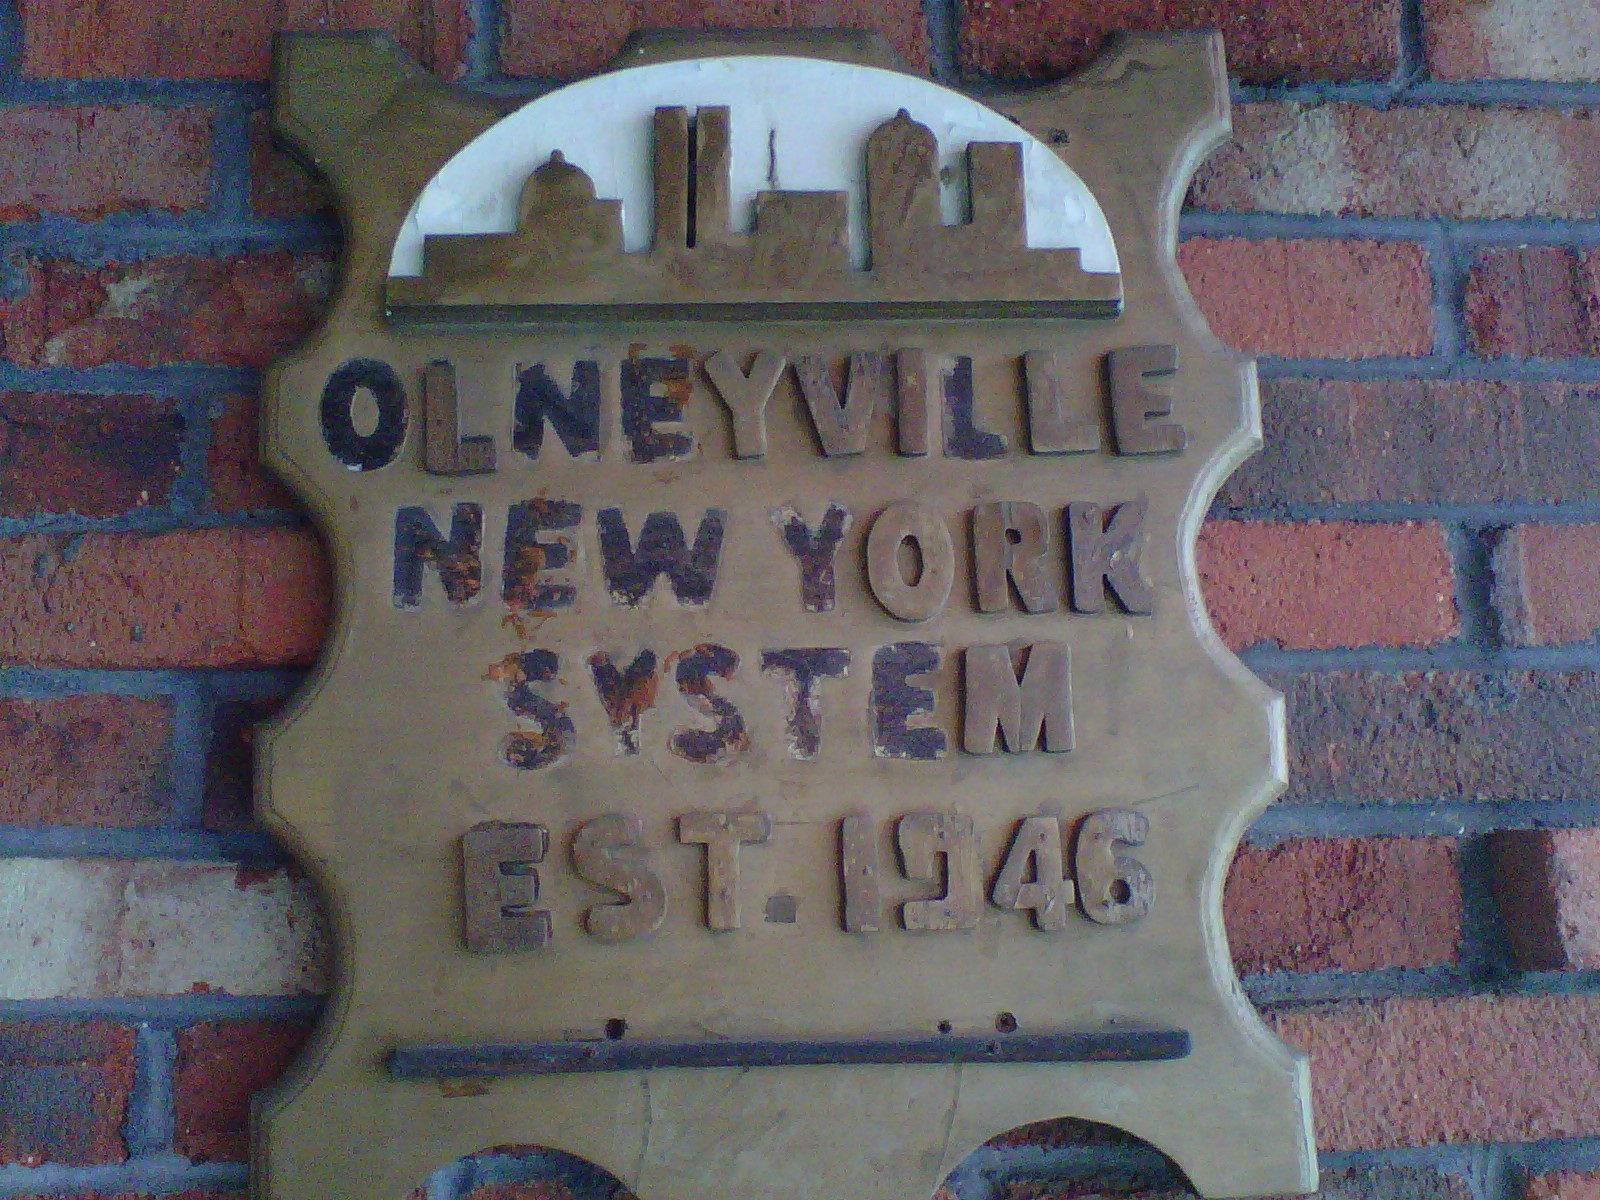 OLNEYVILLE
NEW YORK
SYSTEM
EST. 1946